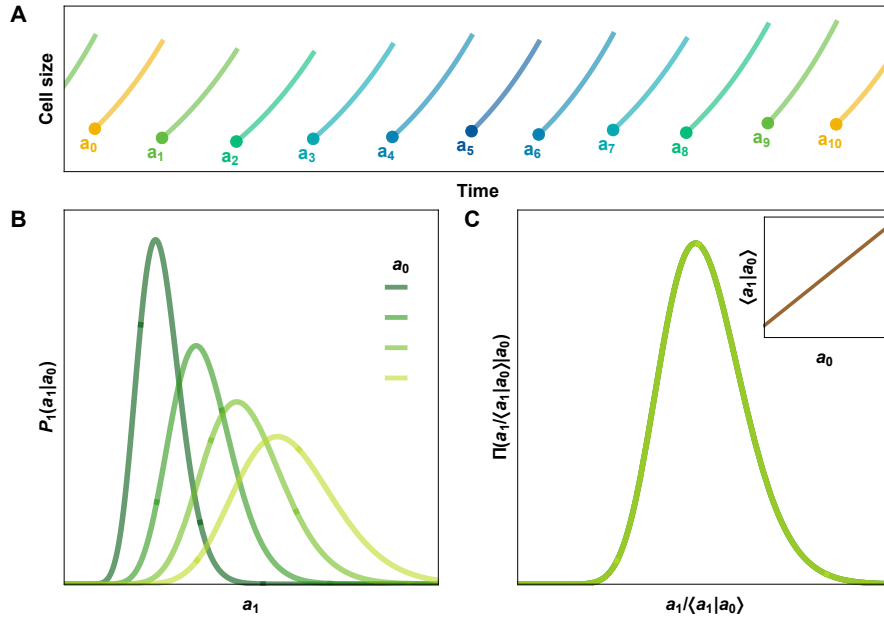 A
Cell size
a₀
a₁
a₂
a₃
a₄
a₅
a₆
a₇
a₈
a₉
a₁₀
Time
B
P₁(a₁|a₀)
a₀
a₁
C
Π(a₁/⟨a₁|a₀⟩|a₀)
⟨a₁|a₀⟩
a₀
a₁/⟨a₁|a₀⟩